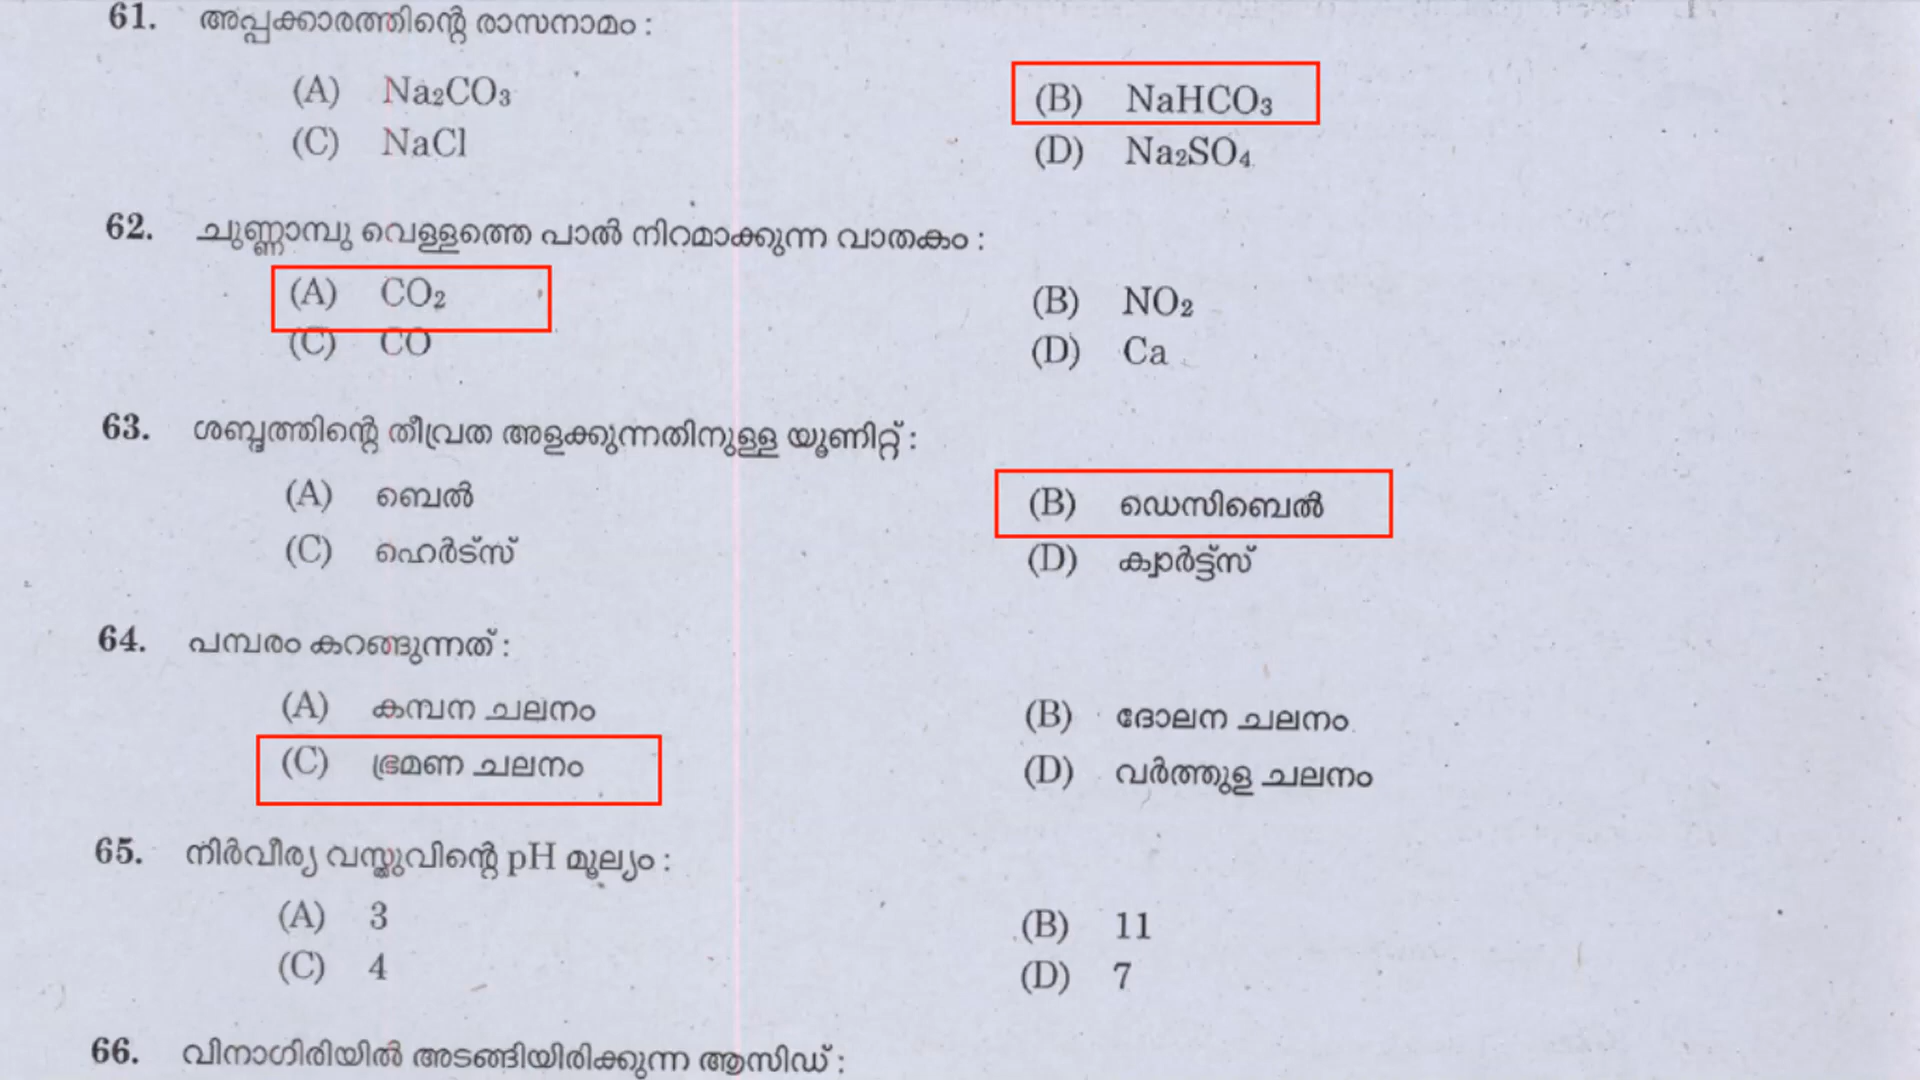 61. അപ്പക്കാരത്തിന്റെ രാസനാമം :
(A) Na₂CO₃ (B) NaHCO₃
(C) NaCl (D) Na₂SO₄
62. ചുണ്ണാമ്പു വെള്ളത്തെ പാൽ നിറമാക്കുന്ന വാതകം :
(A) CO₂ (B) NO₂
(C) CO (D) Ca
63. ശബ്ദത്തിന്റെ തീവ്രത അളക്കുന്നതിനുള്ള യൂണിറ്റ് :
(A) ബെൽ (B) ഡെസിബെൽ
(C) ഹെർട്സ് (D) ക്വാർട്ട്സ്
64. പമ്പരം കറങ്ങുന്നത് :
(A) കമ്പന ചലനം (B) ദോലന ചലനം
(C) ഭ്രമണ ചലനം (D) വർത്തുള ചലനം
65. നിർവീര്യ വസ്തുവിന്റെ pH മൂല്യം :
(A) 3 (B) 11
(C) 4 (D) 7
66. വിനാഗിരിയിൽ അടങ്ങിയിരിക്കുന്ന ആസിഡ് :